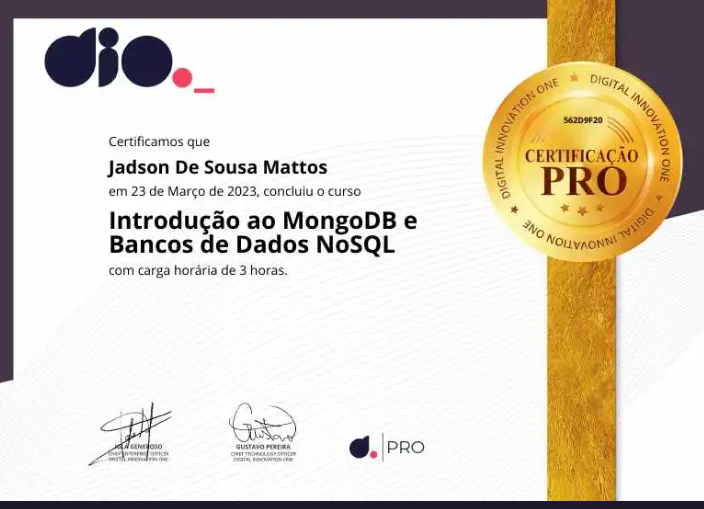 dio._
Certificamos que
Jadson De Sousa Mattos
em 23 de Março de 2023, concluiu o curso
Introdução ao MongoDB e
Bancos de Dados NoSQL
com carga horária de 3 horas.
DIGITAL INNOVATION ONE
DIGITAL INNOVATION ONE
DIGITAL INNOVATION ONE
562D9F20
CERTIFICAÇÃO
PRO
GENEROSO
CHIEF ENTERPRISE OFFICER
DIGITAL INNOVATION ONE
GUSTAVO PEREIRA
CHIEF TECHNOLOGY OFFICER
DIGITAL INNOVATION ONE
d. PRO